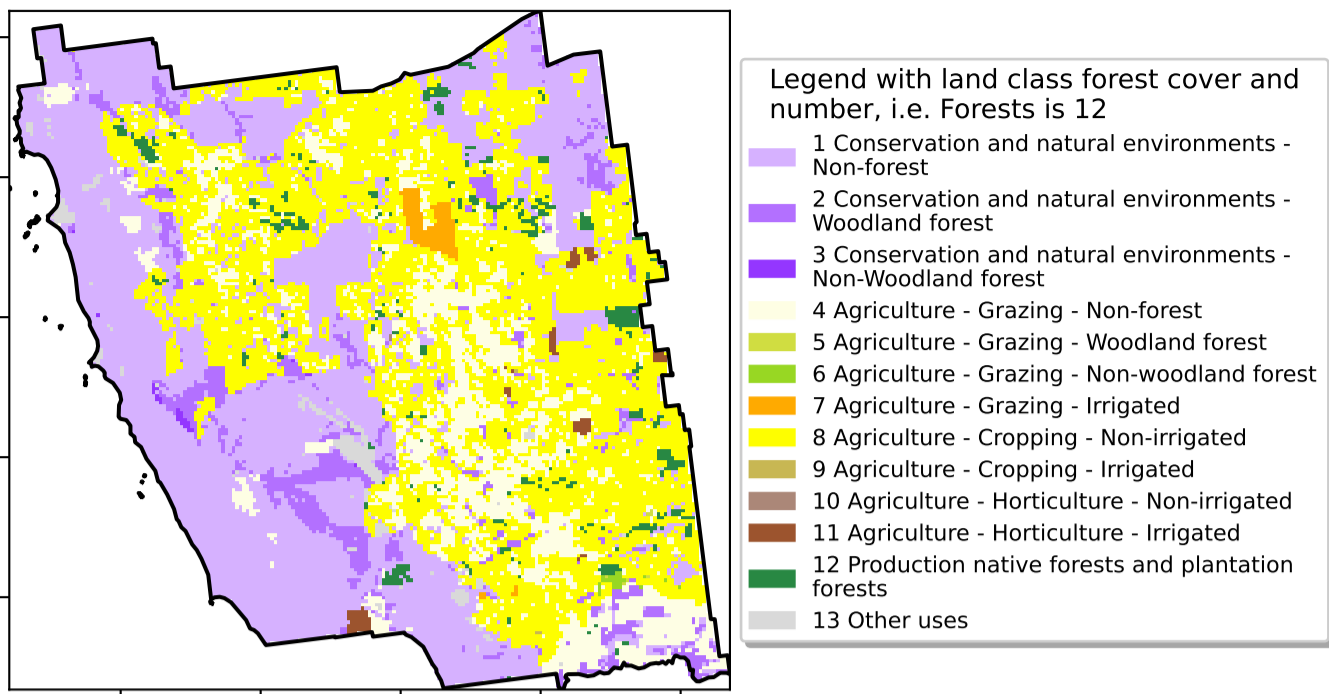 Legend with land class forest cover and
number, i.e. Forests is 12
1 Conservation and natural environments -
Non-forest
2 Conservation and natural environments -
Woodland forest
3 Conservation and natural environments -
Non-Woodland forest
4 Agriculture - Grazing - Non-forest
5 Agriculture - Grazing - Woodland forest
6 Agriculture - Grazing - Non-woodland forest
7 Agriculture - Grazing - Irrigated
8 Agriculture - Cropping - Non-irrigated
9 Agriculture - Cropping - Irrigated
10 Agriculture - Horticulture - Non-irrigated
11 Agriculture - Horticulture - Irrigated
12 Production native forests and plantation
forests
13 Other uses